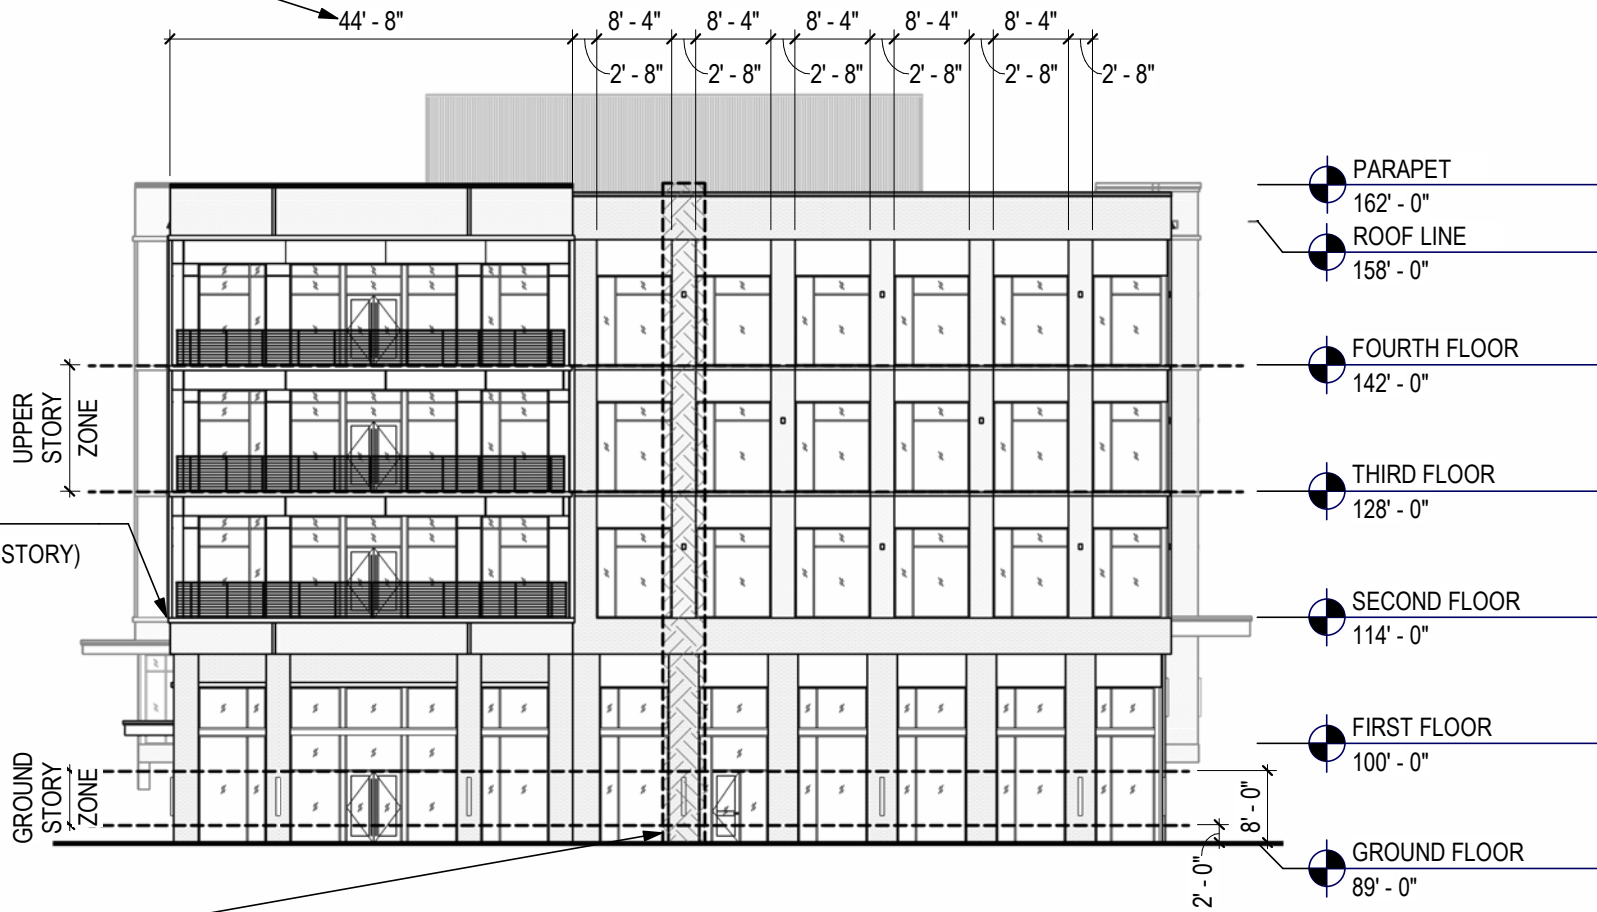 44' - 8"
8' - 4"
8' - 4"
8' - 4"
8' - 4"
8' - 4"
2' - 8"
2' - 8"
2' - 8"
2' - 8"
2' - 8"
2' - 8"
PARAPET
162' - 0"
ROOF LINE
158' - 0"
FOURTH FLOOR
142' - 0"
UPPER
STORY
ZONE
THIRD FLOOR
128' - 0"
STORY)
SECOND FLOOR
114' - 0"
FIRST FLOOR
100' - 0"
GROUND
STORY
ZONE
8' - 0"
2' - 0"
GROUND FLOOR
89' - 0"